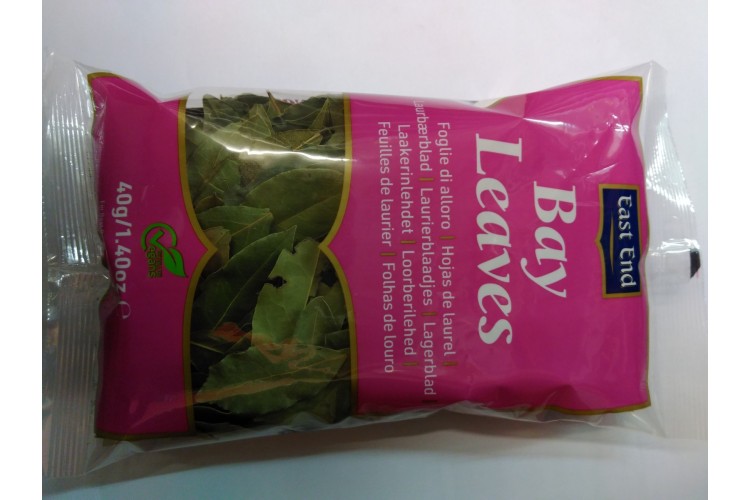 East End
Bay
Leaves
Foglie di alloro | Hojas de laurel |
Laurbærblad | Laurierblaadjes | Lagerblad |
Laakerinlehdet | Loorberilehed |
Feuilles de laurier | Folhas de louro
40g/1.40oz ℮